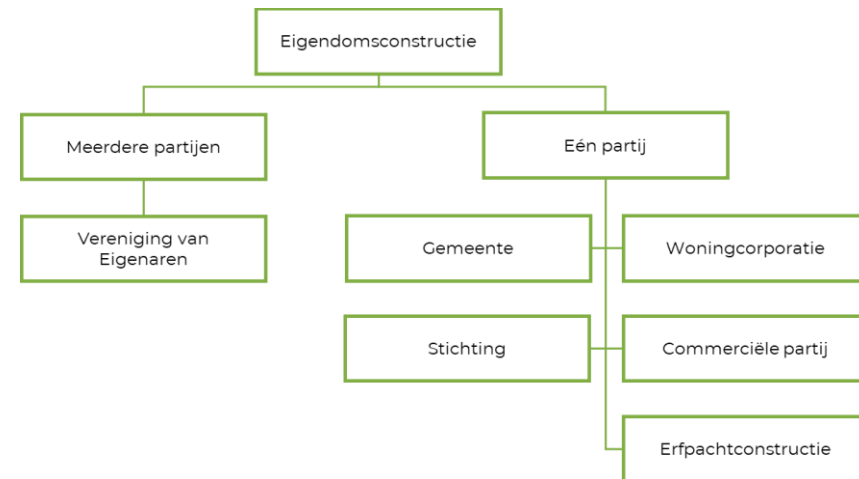 Eigendomsconstructie
Meerdere partijen
Eén partij
Vereniging van
Eigenaren
Gemeente
Woningcorporatie
Stichting
Commerciële partij
Erfpachtconstructie